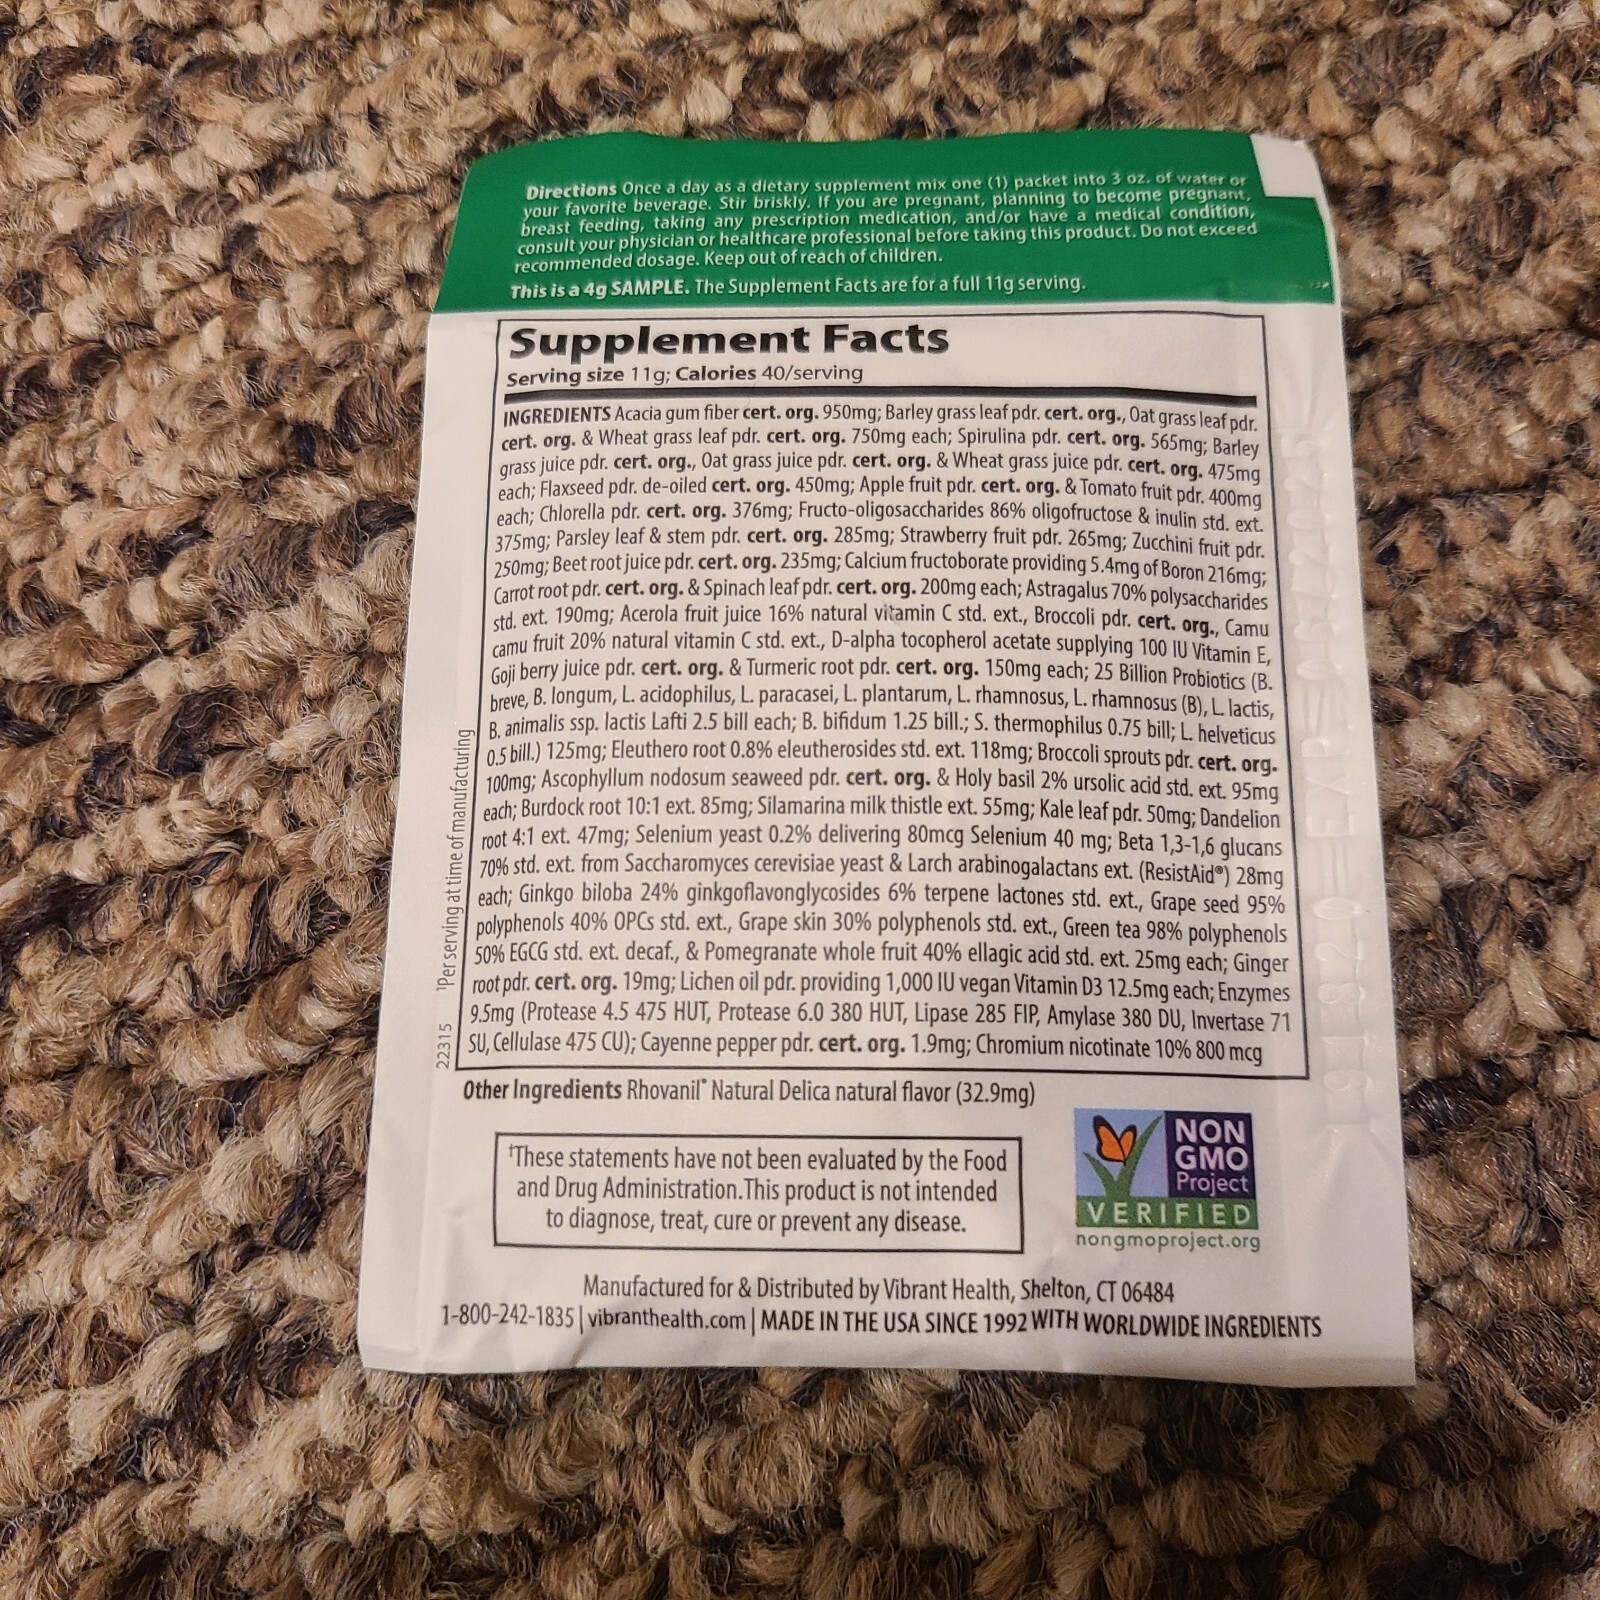 Directions Once a day as a dietary supplement mix one (1) packet into 3 oz. of water or
your favorite beverage. Stir briskly. If you are pregnant, planning to become pregnant,
breast feeding, taking any prescription medication, and/or have a medical condition,
consult your physician or healthcare professional before taking this product. Do not exceed
recommended dosage. Keep out of reach of children.
This is a 4g SAMPLE. The Supplement Facts are for a full 11g serving.
Supplement Facts
Serving size 11g; Calories 40/serving
INGREDIENTS Acacia gum fiber cert. org. 950mg; Barley grass leaf pdr. cert. org., Oat grass leaf pdr.
cert. org. & Wheat grass leaf pdr. cert. org. 750mg each; Spirulina pdr. cert. org. 565mg; Barley
grass juice pdr. cert. org., Oat grass juice pdr. cert. org. & Wheat grass juice pdr. cert. org. 475mg
each; Flaxseed pdr. de-oiled cert. org. 450mg; Apple fruit pdr. cert. org. & Tomato fruit pdr. 400mg
each; Chlorella pdr. cert. org. 376mg; Fructo-oligosaccharides 86% oligofructose & inulin std. ext.
375mg; Parsley leaf & stem pdr. cert. org. 285mg; Strawberry fruit pdr. 265mg; Zucchini fruit pdr.
250mg; Beet root juice pdr. cert. org. 235mg; Calcium fructoborate providing 5.4mg of Boron 216mg;
Carrot root pdr. cert. org. & Spinach leaf pdr. cert. org. 200mg each; Astragalus 70% polysaccharides
std. ext. 190mg; Acerola fruit juice 16% natural vitamin C std. ext., Broccoli pdr. cert. org., Camu
camu fruit 20% natural vitamin C std. ext., D-alpha tocopherol acetate supplying 100 IU Vitamin E,
Goji berry juice pdr. cert. org. & Turmeric root pdr. cert. org. 150mg each; 25 Billion Probiotics (B.
breve, B. longum, L. acidophilus, L. paracasei, L. plantarum, L. rhamnosus, L. rhamnosus (B), L. lactis,
B. animalis ssp. lactis Lafti 2.5 bill each; B. bifidum 1.25 bill.; S. thermophilus 0.75 bill; L. helveticus
0.5 bill.) 125mg; Eleuthero root 0.8% eleutherosides std. ext. 118mg; Broccoli sprouts pdr. cert. org.
100mg; Ascophyllum nodosum seaweed pdr. cert. org. & Holy basil 2% ursolic acid std. ext. 95mg
each; Burdock root 10:1 ext. 85mg; Silamarina milk thistle ext. 55mg; Kale leaf pdr. 50mg; Dandelion
root 4:1 ext. 47mg; Selenium yeast 0.2% delivering 80mcg Selenium 40 mg; Beta 1,3-1,6 glucans
70% std. ext. from Saccharomyces cerevisiae yeast & Larch arabinogalactans ext. (ResistAid®) 28mg
each; Ginkgo biloba 24% ginkgoflavonglycosides 6% terpene lactones std. ext., Grape seed 95%
polyphenols 40% OPCs std. ext., Grape skin 30% polyphenols std. ext., Green tea 98% polyphenols
50% EGCG std. ext. decaf., & Pomegranate whole fruit 40% ellagic acid std. ext. 25mg each; Ginger
root pdr. cert. org. 19mg; Lichen oil pdr. providing 1,000 IU vegan Vitamin D3 12.5mg each; Enzymes
9.5mg (Protease 4.5 475 HUT, Protease 6.0 380 HUT, Lipase 285 FIP, Amylase 380 DU, Invertase 71
SU, Cellulase 475 CU); Cayenne pepper pdr. cert. org. 1.9mg; Chromium nicotinate 10% 800 mcg
22315 ¹Per serving at time of manufacturing
Other Ingredients Rhovanil® Natural Delica natural flavor (32.9mg)
†These statements have not been evaluated by the Food
and Drug Administration. This product is not intended
to diagnose, treat, cure or prevent any disease.
NON
GMO
Project
VERIFIED
nongmoproject.org
Manufactured for & Distributed by Vibrant Health, Shelton, CT 06484
1-800-242-1835 | vibranthealth.com | MADE IN THE USA SINCE 1992 WITH WORLDWIDE INGREDIENTS